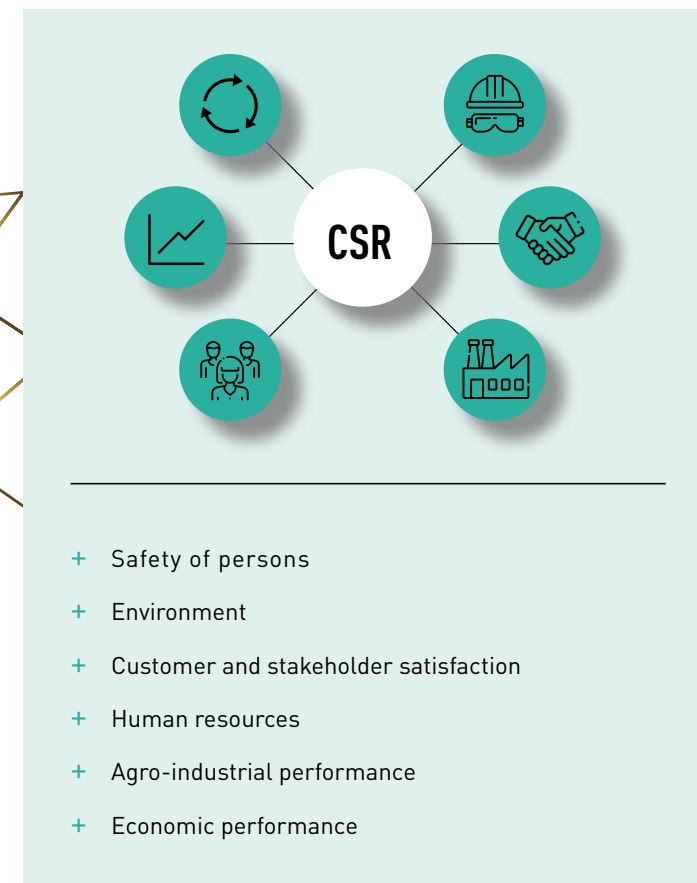 CSR
+ Safety of persons
+ Environment
+ Customer and stakeholder satisfaction
+ Human resources
+ Agro-industrial performance
+ Economic performance